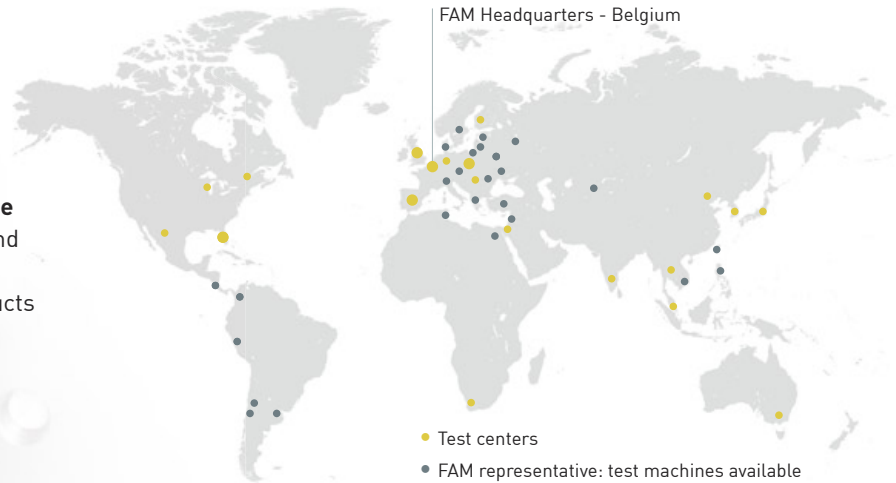 FAM Headquarters - Belgium
Test centers
FAM representative: test machines available